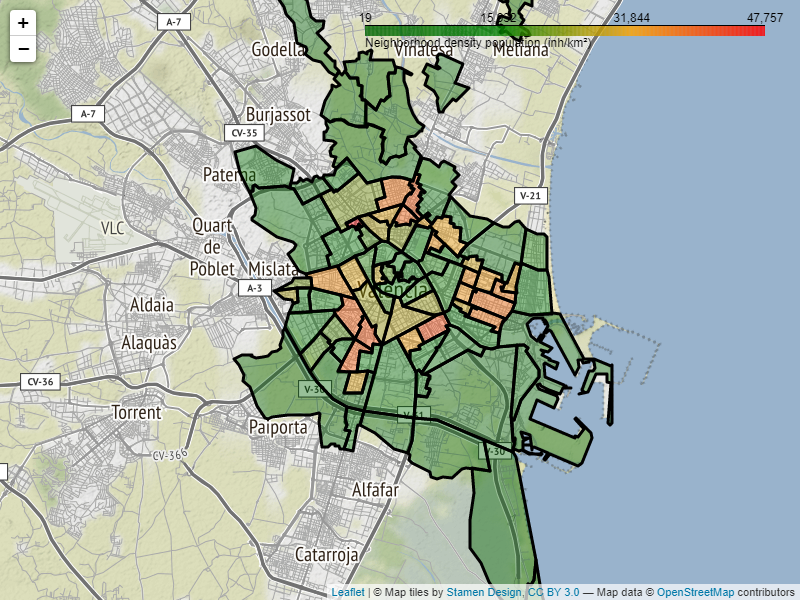 +
−
19
31,844
47,757
Neighborhood density population (inh/km²)
A-7
Godella
Vinalesa
Meliana
A-7
Burjassot
CV-35
Paterna
V-21
VLC
Quart
de
Poblet
Mislata
A-3
València
Aldaia
Alaquàs
CV-36
V-30
Torrent
V-31
Paiporta
V-30
CV-36
Alfafar
Catarroja
Leaflet | © Map tiles by Stamen Design, CC BY 3.0 — Map data © OpenStreetMap contributors